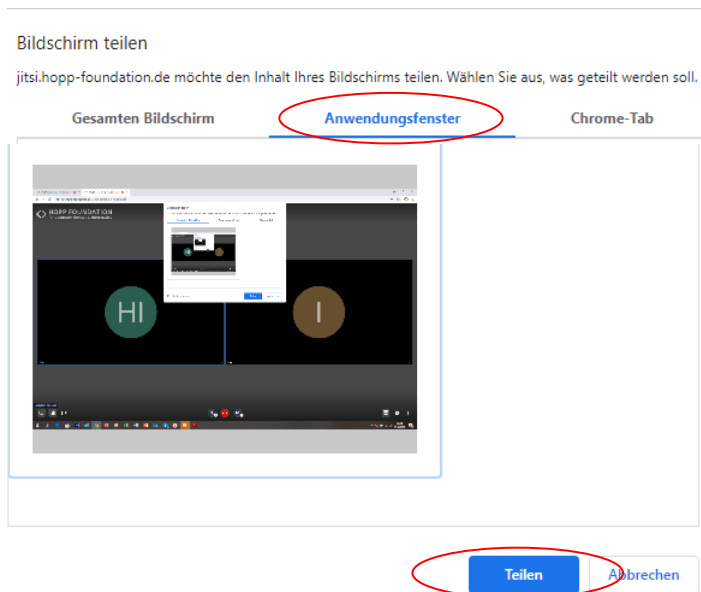 Bildschirm teilen
jitsi.hopp-foundation.de möchte den Inhalt Ihres Bildschirms teilen. Wählen Sie aus, was geteilt werden soll.
Gesamten Bildschirm Anwendungsfenster Chrome-Tab
HOPP FOUNDATION
HI I
Teilen Abbrechen